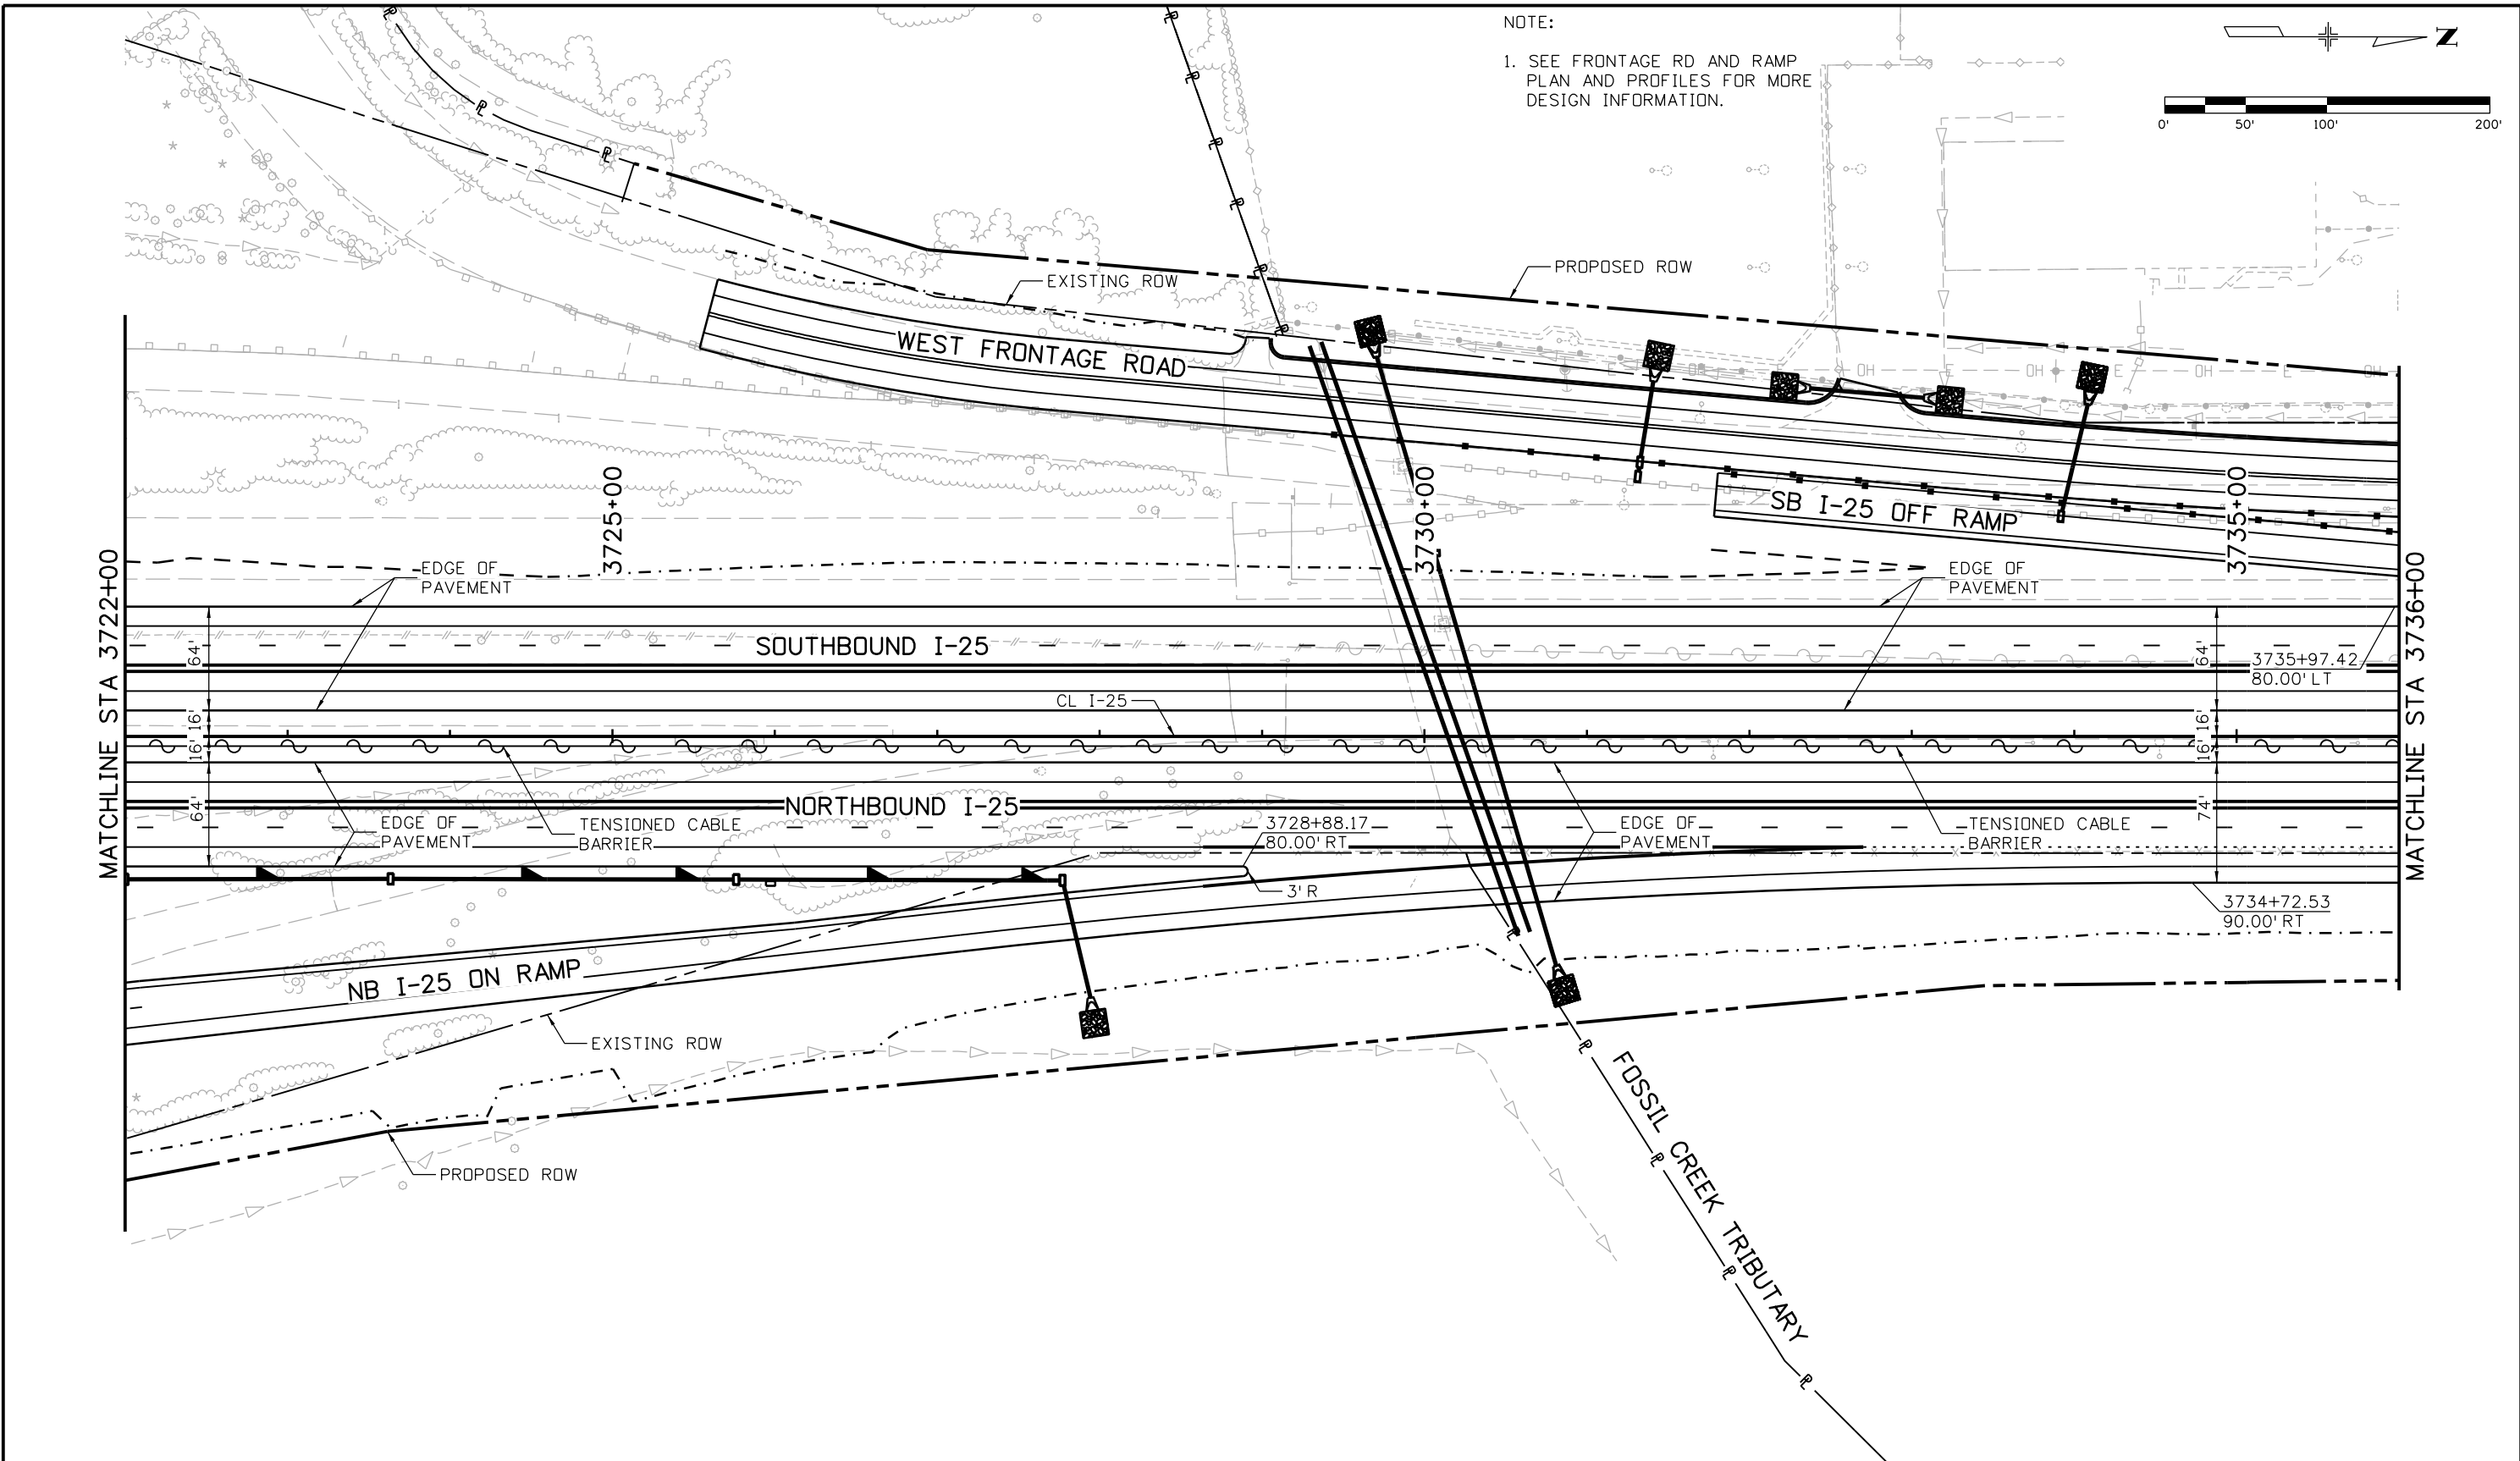 NOTE:
1. SEE FRONTAGE RD AND RAMP
PLAN AND PROFILES FOR MORE
DESIGN INFORMATION.
N
0' 50' 100' 200'
PROPOSED ROW
EXISTING ROW
WEST FRONTAGE ROAD
OH E OH E OH E OH E OH
SB I-25 OFF RAMP
3725+00
3730+00
3735+00
MATCHLINE STA 3722+00
MATCHLINE STA 3736+00
EDGE OF
PAVEMENT
EDGE OF
PAVEMENT
SOUTHBOUND I-25
64'
64'
3735+97.42
80.00' LT
CL I-25
16' 16'
16' 16'
NORTHBOUND I-25
64'
74'
EDGE OF
PAVEMENT
TENSIONED CABLE
BARRIER
3728+88.17
80.00' RT
EDGE OF
PAVEMENT
TENSIONED CABLE
BARRIER
3' R
3734+72.53
90.00' RT
NB I-25 ON RAMP
EXISTING ROW
PROPOSED ROW
FOSSIL CREEK TRIBUTARY